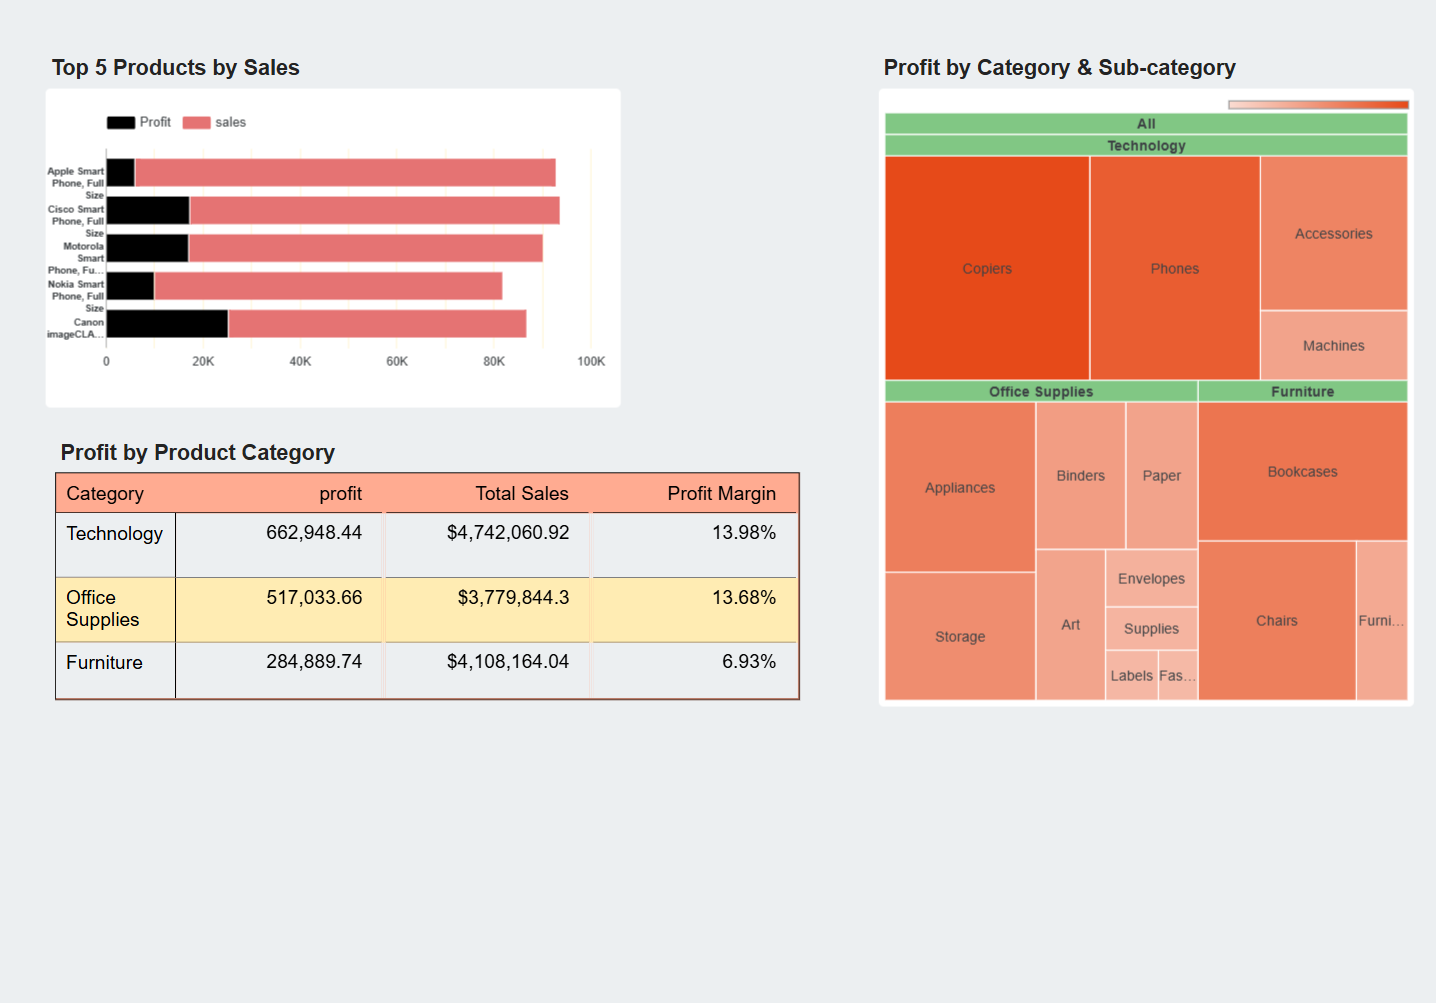 Top 5 Products by Sales
Profit
sales
Apple Smart
Phone, Full
Size
Cisco Smart
Phone, Full
Size
Motorola
Smart
Phone, Fu...
Nokia Smart
Phone, Full
Size
Canon
imageCLA...
0 20K 40K 60K 80K 100K
Profit by Product Category
Category profit Total Sales Profit Margin
Technology 662,948.44 $4,742,060.92 13.98%
Office
Supplies 517,033.66 $3,779,844.3 13.68%
Furniture 284,889.74 $4,108,164.04 6.93%
Profit by Category & Sub-category
All
Technology
Copiers
Phones
Accessories
Machines
Office Supplies
Furniture
Appliances
Binders
Paper
Bookcases
Storage
Art
Envelopes
Supplies
Labels
Fas...
Chairs
Furni...